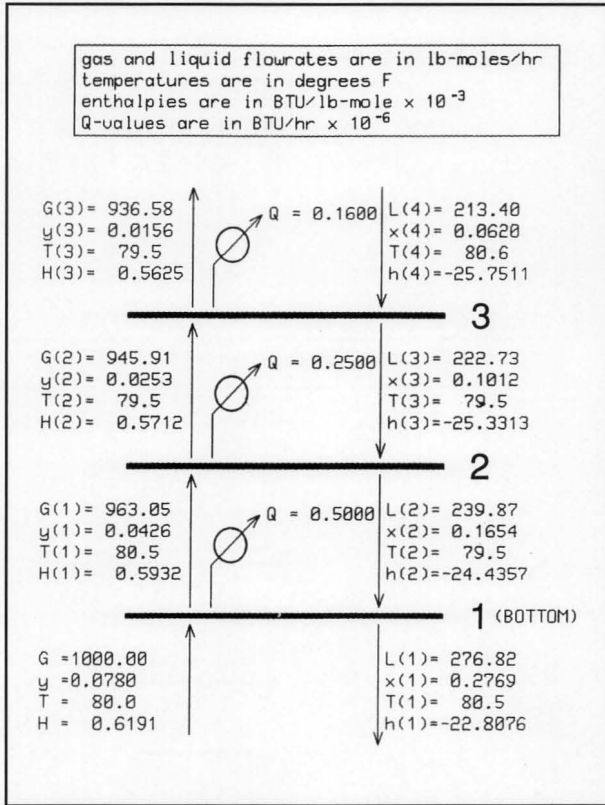 gas and liquid flowrates are in lb-moles/hr
temperatures are in degrees F
enthalpies are in BTU/lb-mole × 10⁻³
Q-values are in BTU/hr × 10⁻⁶
G(3)= 936.58
y(3)= 0.0156
T(3)= 79.5
H(3)= 0.5625
Q = 0.1600
L(4)= 213.40
x(4)= 0.0620
T(4)= 80.6
h(4)=-25.7511
3
G(2)= 945.91
y(2)= 0.0253
T(2)= 79.5
H(2)= 0.5712
Q = 0.2500
L(3)= 222.73
x(3)= 0.1012
T(3)= 79.5
h(3)=-25.3313
2
G(1)= 963.05
y(1)= 0.0426
T(1)= 80.5
H(1)= 0.5932
Q = 0.5000
L(2)= 239.87
x(2)= 0.1654
T(2)= 79.5
h(2)=-24.4357
1 (BOTTOM)
G =1000.00
y =0.0780
T = 80.0
H = 0.6191
L(1)= 276.82
x(1)= 0.2769
T(1)= 80.5
h(1)=-22.8076